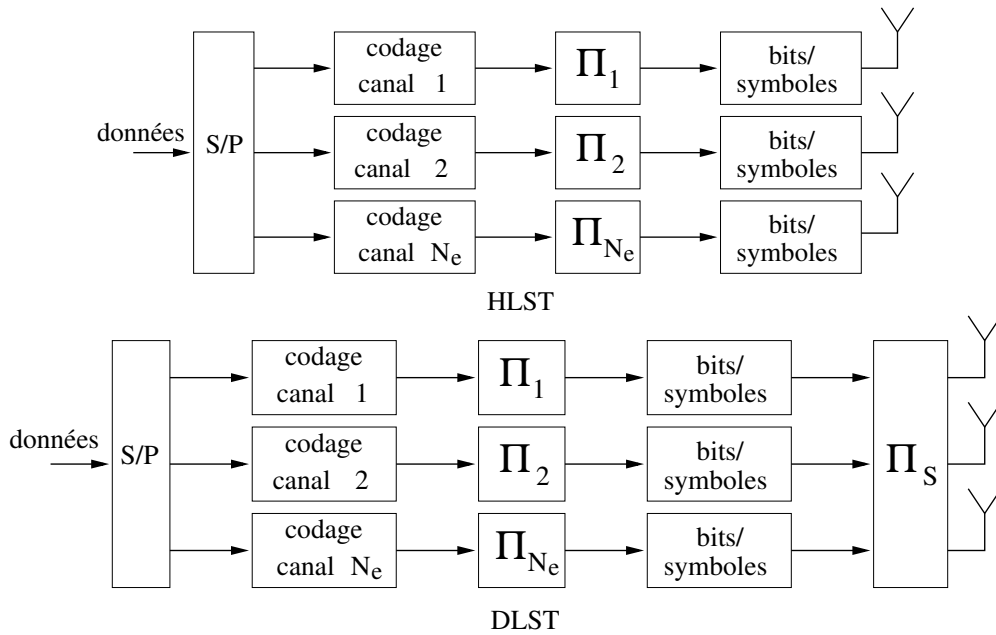 données
S/P
codage
canal 1
Π1
bits/
symboles
codage
canal 2
Π2
bits/
symboles
codage
canal Ne
ΠNe
bits/
symboles
HLST
données
S/P
codage
canal 1
Π1
bits/
symboles
codage
canal 2
Π2
bits/
symboles
codage
canal Ne
ΠNe
bits/
symboles
ΠS
DLST